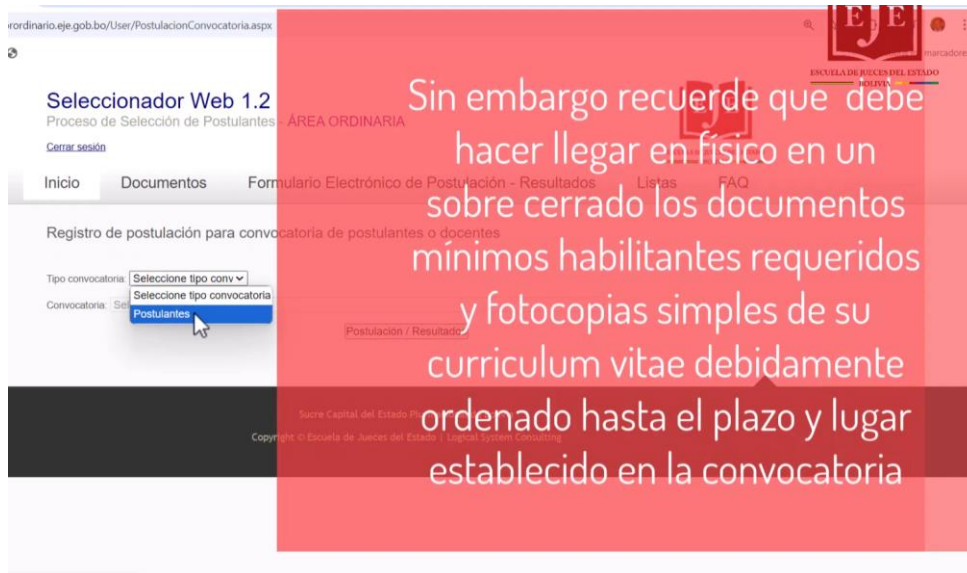 rordinario.eje.gob.bo/User/PostulacionConvocatoria.aspx
marcadores
EJE
ESCUELA DE JUECES DEL ESTADO
BOLIVIA
Seleccionador Web 1.2
Proceso de Selección de Postulantes - ÁREA ORDINARIA
Cerrar sesión
Inicio Documentos Formulario Electrónico de Postulación - Resultados Listas FAQ
Registro de postulación para convocatoria de postulantes o docentes
Tipo convocatoria: Seleccione tipo conv
Seleccione tipo convocatoria
Postulantes
Convocatoria:
Postulación / Resultados
Sucre Capital del Estado
Copyright © Escuela de Jueces del Estado | Logical System Consulting
Sin embargo recuerde que debe
hacer llegar en físico en un
sobre cerrado los documentos
mínimos habilitantes requeridos
y fotocopias simples de su
curriculum vitae debidamente
ordenado hasta el plazo y lugar
establecido en la convocatoria